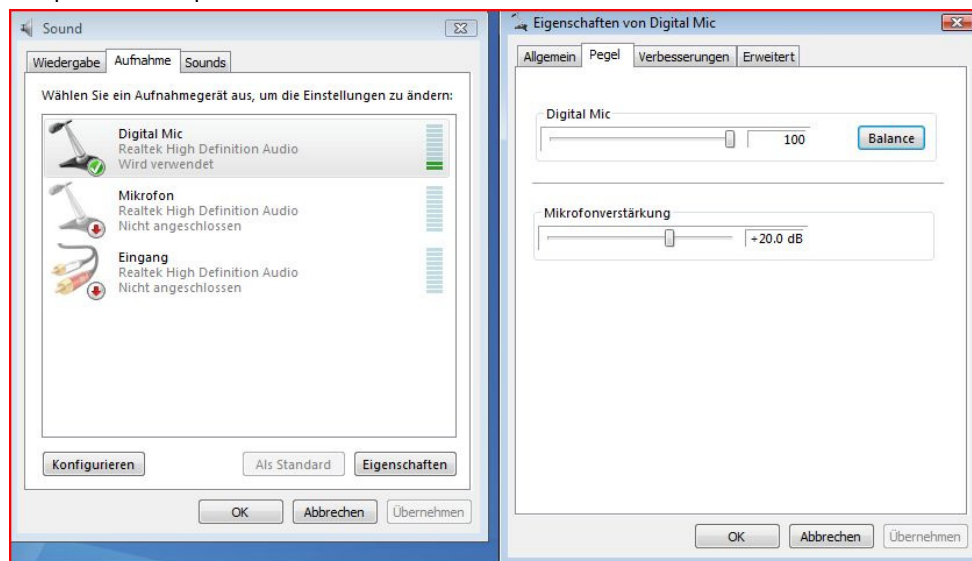 Sound
Wiedergabe Aufnahme Sounds
Wählen Sie ein Aufnahmegerät aus, um die Einstellungen zu ändern:
Digital Mic
Realtek High Definition Audio
Wird verwendet
Mikrofon
Realtek High Definition Audio
Nicht angeschlossen
Eingang
Realtek High Definition Audio
Nicht angeschlossen
Konfigurieren Als Standard Eigenschaften
OK Abbrechen Übernehmen
Eigenschaften von Digital Mic
Allgemein Pegel Verbesserungen Erweitert
Digital Mic
100 Balance
Mikrofonverstärkung
+20.0 dB
OK Abbrechen Übernehmen